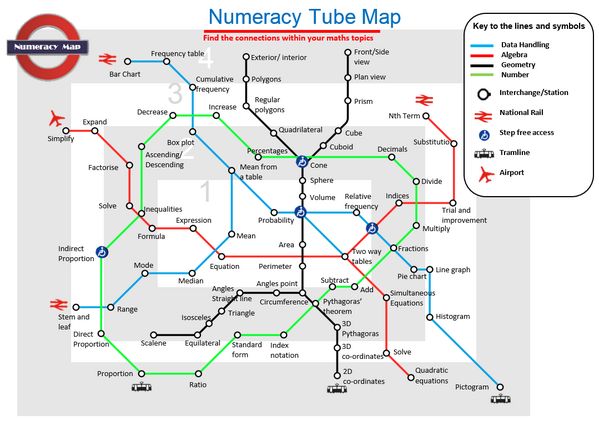 Numeracy Tube Map
Find the connections within your maths topics
Numeracy Map
Key to the lines and symbols
Data Handling
Algebra
Geometry
Number
Interchange/Station
National Rail
Step free access
Tramline
Airport
4
3
2
1
Frequency table
Bar Chart
Cumulative
frequency
Exterior/ interior
Polygons
Regular
polygons
Quadrilateral
Front/Side
view
Plan view
Prism
Cube
Cuboid
Nth Term
Substitution
Decrease
Increase
Expand
Simplify
Box plot
Percentages
Decimals
Ascending/
Descending
Mean from
a table
Cone
Factorise
Sphere
Divide
Volume
Indices
Solve
Inequalities
Probability
Relative
frequency
Trial and
improvement
Formula
Expression
Mean
Multiply
Area
Indirect
Proportion
Equation
Two way
tables
Fractions
Mode
Median
Perimeter
Pie chart
Line graph
Angles
Straight line
Angles point
Circumference
Subtract
Add
Pythagoras'
theorem
Simultaneous
Equations
Stem and
leaf
Range
Isosceles
Triangle
Histogram
Direct
Proportion
Scalene
Equilateral
Standard
form
Index
notation
3D
Pythagoras
3D
co-ordinates
Solve
Proportion
Ratio
2D
co-ordinates
Quadratic
equations
Pictogram